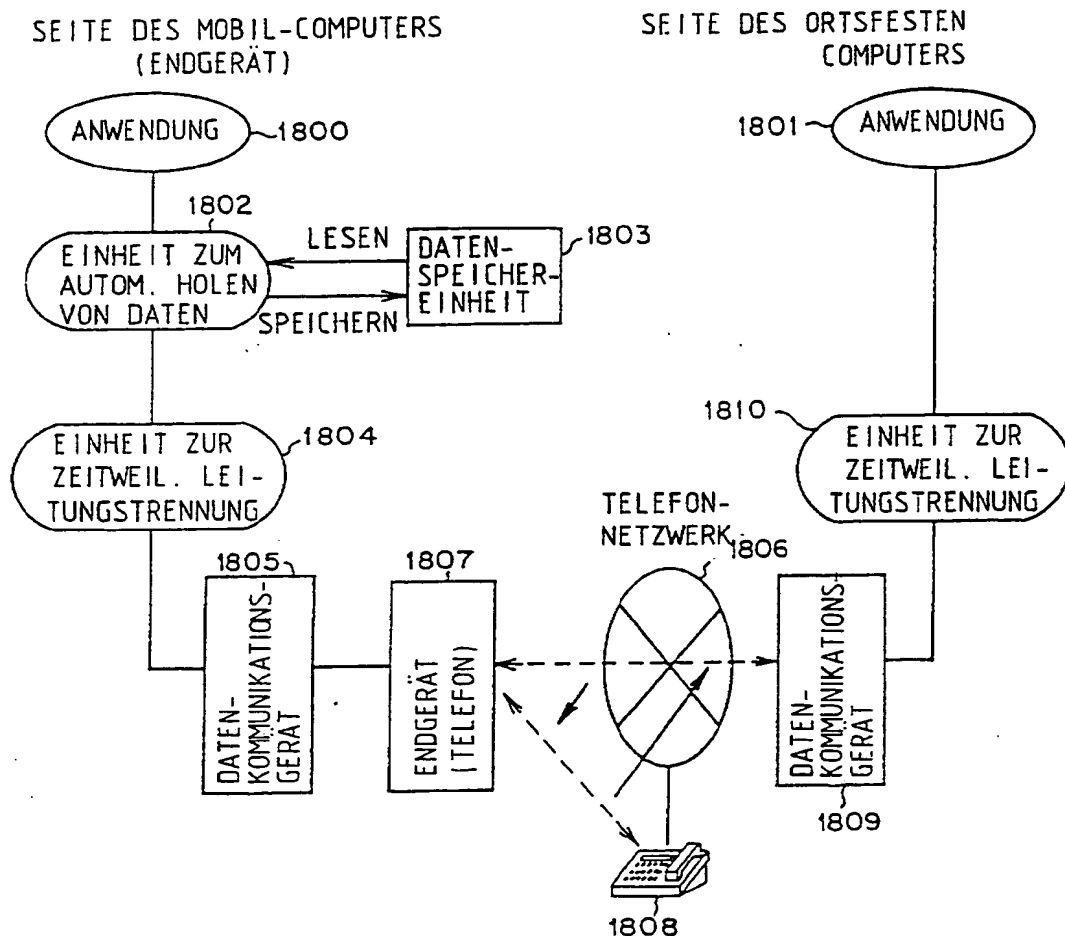 SEITE DES MOBIL-COMPUTERS
(ENDGERÄT)
SEITE DES ORTSFESTEN
COMPUTERS
ANWENDUNG
1800
1801
ANWENDUNG
1802
EINHEIT ZUM
AUTOM. HOLEN
VON DATEN
LESEN
SPEICHERN
DATEN-
SPEICHER-
EINHEIT
1803
EINHEIT ZUR
ZEITWEIL. LEI-
TUNGSTRENNUNG
1804
1810
EINHEIT ZUR
ZEITWEIL. LEI-
TUNGSTRENNUNG
TELEFON-
NETZWERK
1806
1805
DATEN-
KOMMUNIKATIONS-
GERÄT
1807
ENDGERÄT
(TELEFON)
DATEN-
KOMMUNIKATIONS-
GERÄT
1809
1808